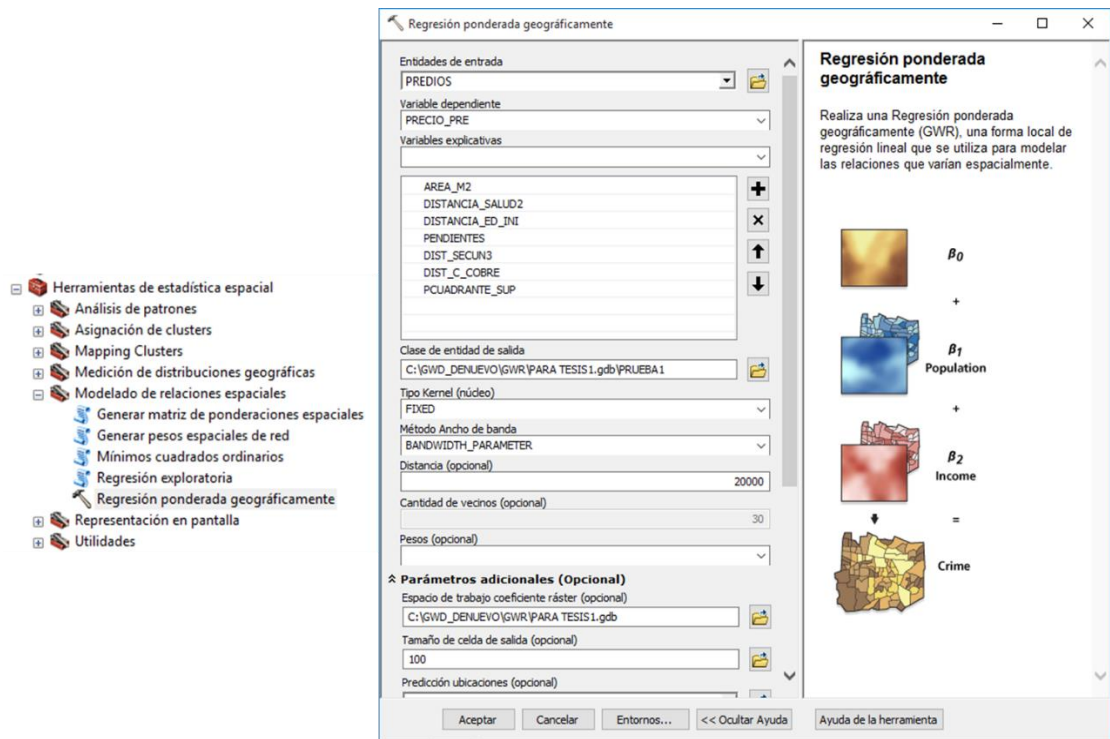 Herramientas de estadística espacial
Análisis de patrones
Asignación de clusters
Mapping Clusters
Medición de distribuciones geográficas
Modelado de relaciones espaciales
Generar matriz de ponderaciones espaciales
Generar pesos espaciales de red
Mínimos cuadrados ordinarios
Regresión exploratoria
Regresión ponderada geográficamente
Representación en pantalla
Utilidades
Regresión ponderada geográficamente
Entidades de entrada
PREDIOS
Variable dependiente
PRECIO_PRE
Variables explicativas
AREA_M2
DISTANCIA_SALUD2
DISTANCIA_ED_INI
PENDIENTES
DIST_SECUN3
DIST_C_COBRE
PCUADRANTE_SUP
Clase de entidad de salida
C:\GWD_DENUEVO\GWR\PARA TESIS1.gdb\PRUEBA1
Tipo Kernel (núcleo)
FIXED
Método Ancho de banda
BANDWIDTH_PARAMETER
Distancia (opcional)
20000
Cantidad de vecinos (opcional)
30
Pesos (opcional)
Parámetros adicionales (Opcional)
Espacio de trabajo coeficiente ráster (opcional)
C:\GWD_DENUEVO\GWR\PARA TESIS1.gdb
Tamaño de celda de salida (opcional)
100
Predicción ubicaciones (opcional)
Aceptar
Cancelar
Entornos...
<< Ocultar Ayuda
Regresión ponderada
geográficamente
Realiza una Regresión ponderada
geográficamente (GWR), una forma local de
regresión lineal que se utiliza para modelar
las relaciones que varían espacialmente.
β0
+
β1
Population
+
β2
Income
=
Crime
Ayuda de la herramienta